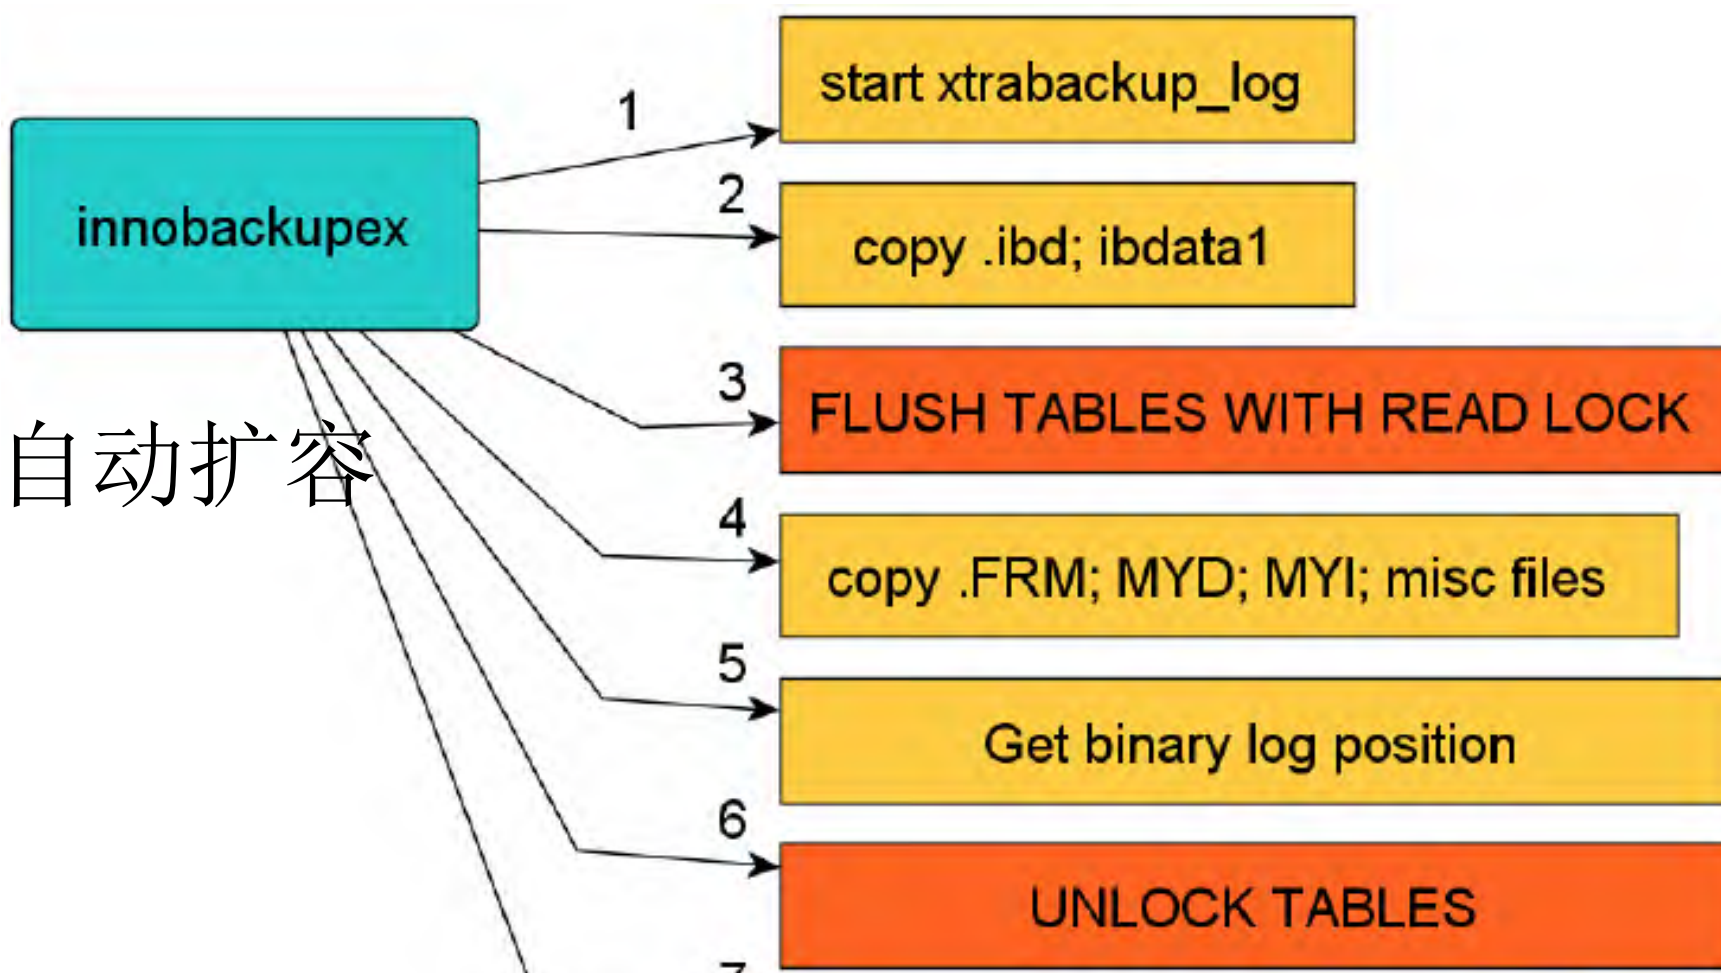 innobackupex
自动扩容
1
start xtrabackup_log
2
copy .ibd; ibdata1
3
FLUSH TABLES WITH READ LOCK
4
copy .FRM; MYD; MYI; misc files
5
Get binary log position
6
UNLOCK TABLES